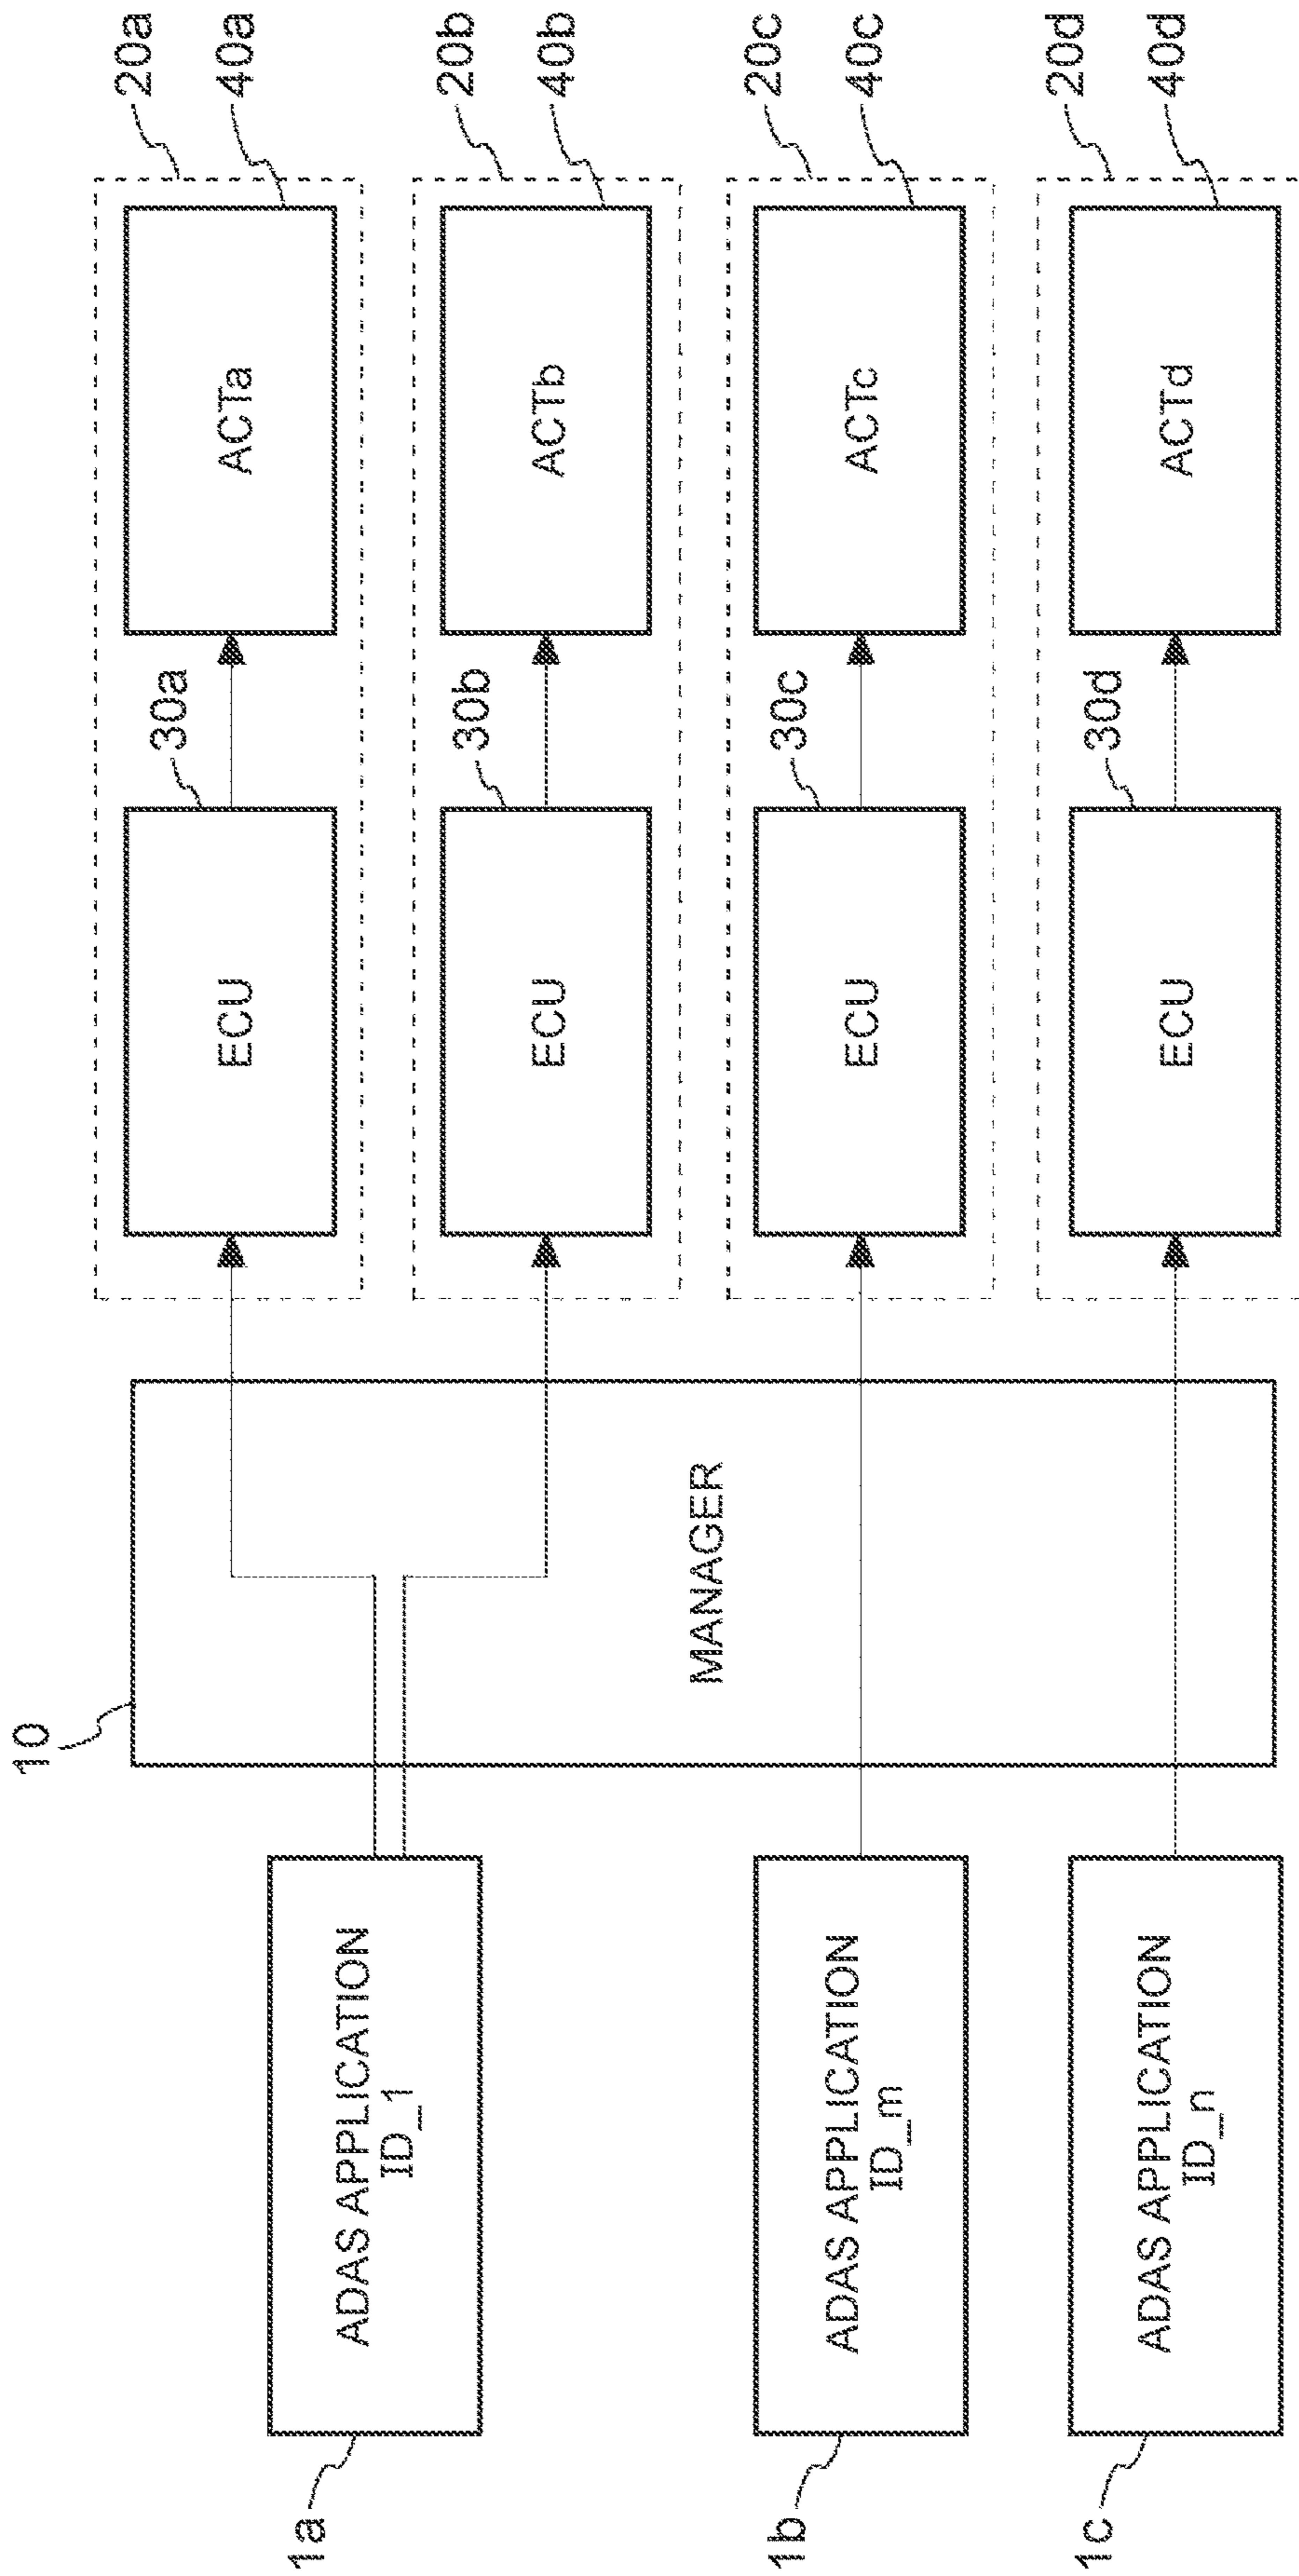 10
1a
ADAS APPLICATION
ID_1
1b
ADAS APPLICATION
ID_m
1c
ADAS APPLICATION
ID_n
MANAGER
ECU
30a
ACTa
20a
40a
ECU
30b
ACTb
20b
40b
ECU
30c
ACTc
20c
40c
ECU
30d
ACTd
20d
40d